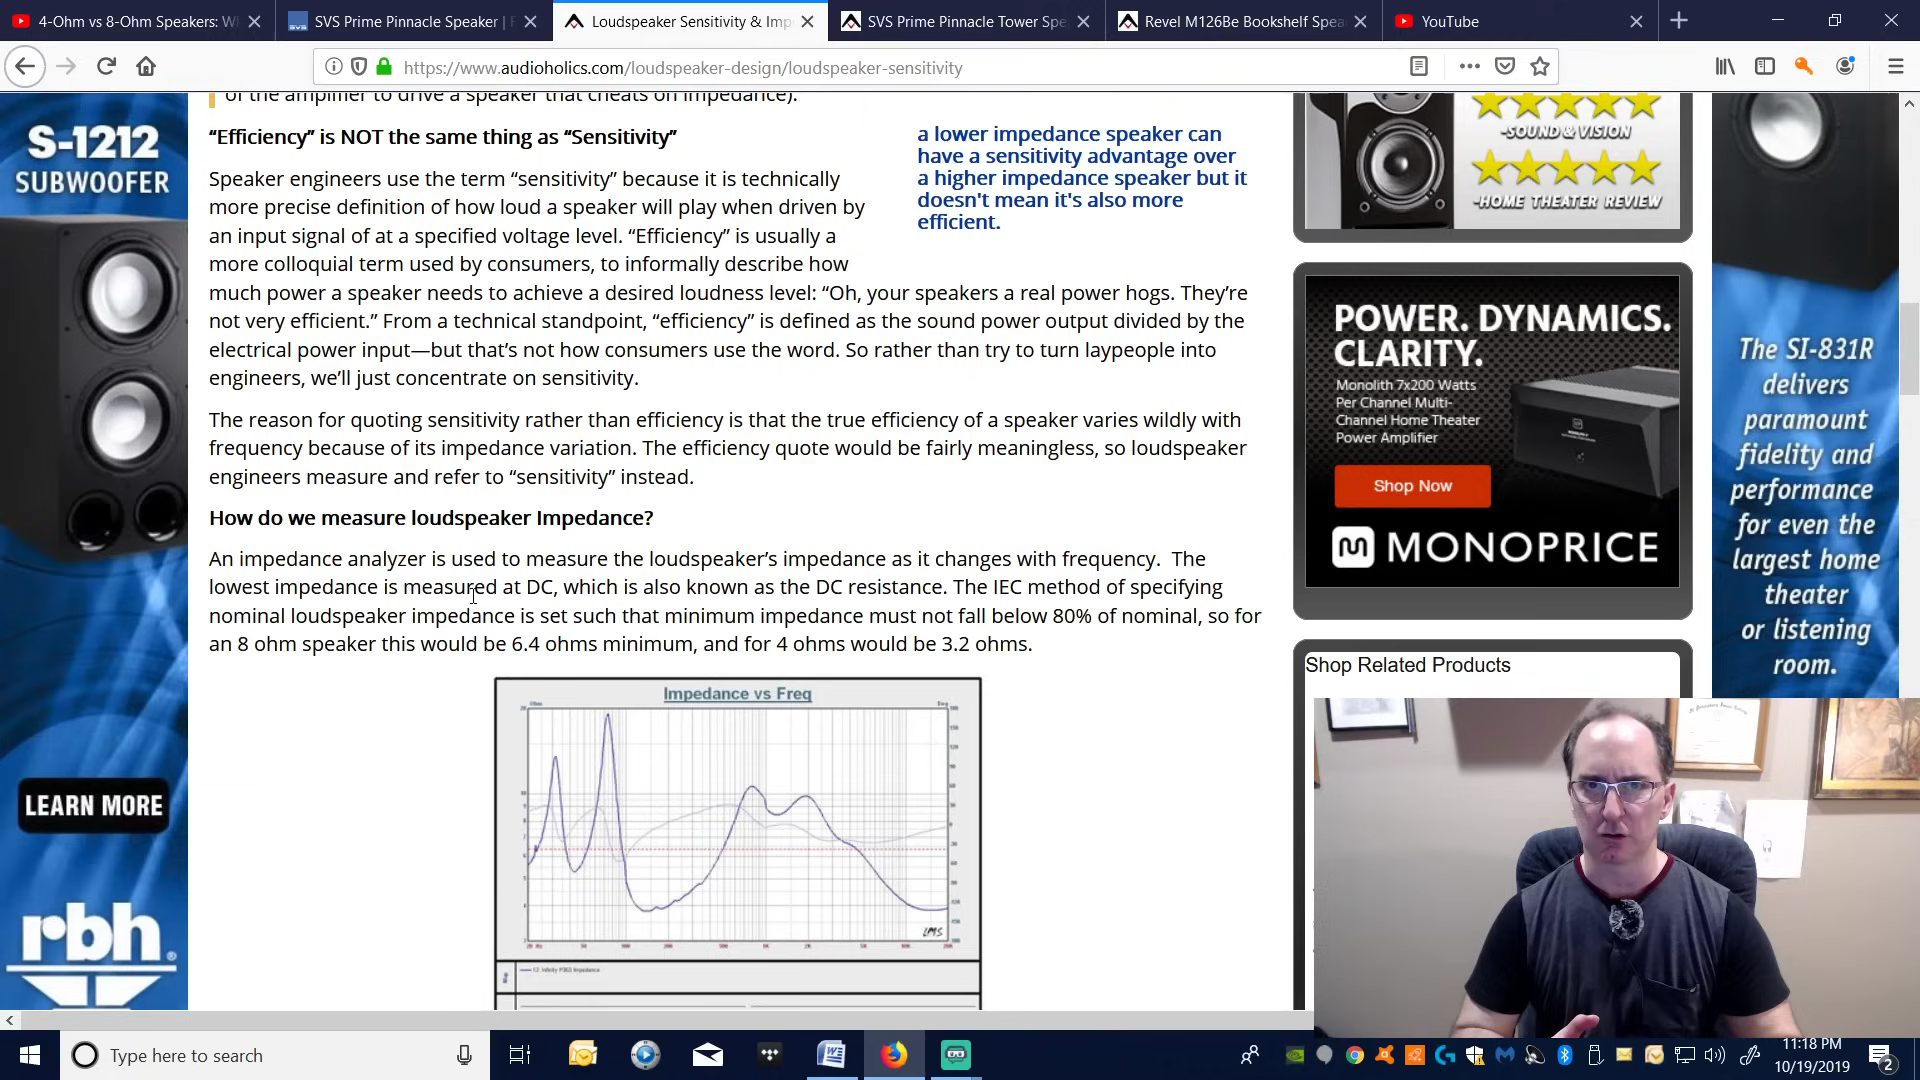 4-Ohm vs 8-Ohm Speakers: W
SVS Prime Pinnacle Speaker |
Loudspeaker Sensitivity & Imp
SVS Prime Pinnacle Tower Spe
Revel M126Be Bookshelf Spea
YouTube
https://www.audioholics.com/loudspeaker-design/loudspeaker-sensitivity
S-1212
SUBWOOFER
LEARN MORE
rbh
of the amplifier to drive a speaker that cheats on impedance).
“Efficiency” is NOT the same thing as “Sensitivity”
Speaker engineers use the term “sensitivity” because it is technically
more precise definition of how loud a speaker will play when driven by
an input signal of at a specified voltage level. “Efficiency” is usually a
more colloquial term used by consumers, to informally describe how
much power a speaker needs to achieve a desired loudness level: “Oh, your speakers a real power hogs. They’re
not very efficient.” From a technical standpoint, “efficiency” is defined as the sound power output divided by the
electrical power input—but that’s not how consumers use the word. So rather than try to turn laypeople into
engineers, we’ll just concentrate on sensitivity.
a lower impedance speaker can
have a sensitivity advantage over
a higher impedance speaker but it
doesn't mean it's also more
efficient.
The reason for quoting sensitivity rather than efficiency is that the true efficiency of a speaker varies wildly with
frequency because of its impedance variation. The efficiency quote would be fairly meaningless, so loudspeaker
engineers measure and refer to “sensitivity” instead.
How do we measure loudspeaker Impedance?
An impedance analyzer is used to measure the loudspeaker’s impedance as it changes with frequency. The
lowest impedance is measured at DC, which is also known as the DC resistance. The IEC method of specifying
nominal loudspeaker impedance is set such that minimum impedance must not fall below 80% of nominal, so for
an 8 ohm speaker this would be 6.4 ohms minimum, and for 4 ohms would be 3.2 ohms.
Impedance vs Freq
LMS
-SOUND & VISION
-HOME THEATER REVIEW
POWER. DYNAMICS.
CLARITY.
Monolith 7x200 Watts
Per Channel Multi-
Channel Home Theater
Power Amplifier
Shop Now
MONOPRICE
Shop Related Products
The SI-831R
delivers
paramount
fidelity and
performance
for even the
largest home
theater
or listening
room.
Type here to search
11:18 PM
10/19/2019
2